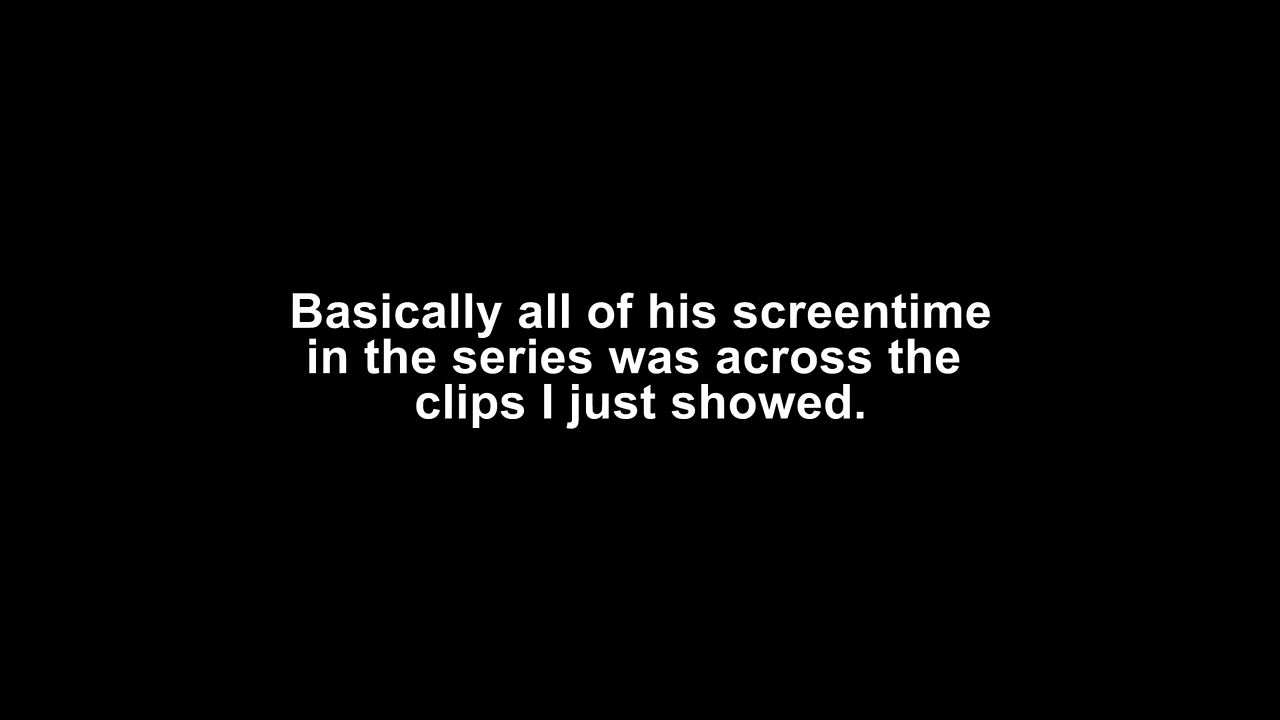 Basically all of his screentime
in the series was across the
clips I just showed.